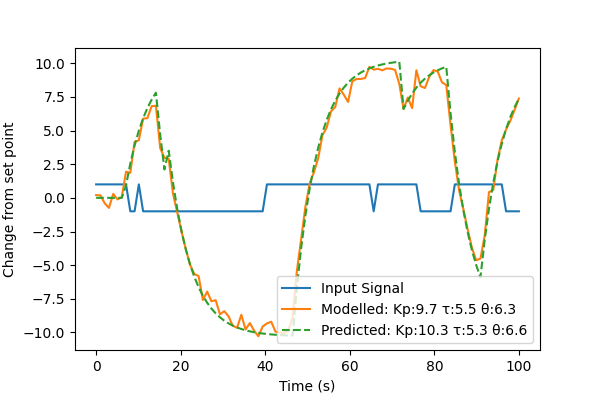 10.0
7.5
5.0
2.5
0.0
−2.5
−5.0
−7.5
−10.0
Change from set point
0 20 40 60 80 100
Time (s)
Input Signal
Modelled: Kp:9.7 τ:5.5 θ:6.3
Predicted: Kp:10.3 τ:5.3 θ:6.6